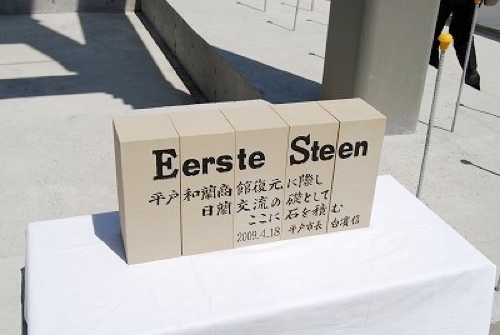 Eerste Steen
平戸和蘭商館復元に際し
日蘭交流の礎として
ここに石を積む
2009.4.18 平戸市長 白濱信